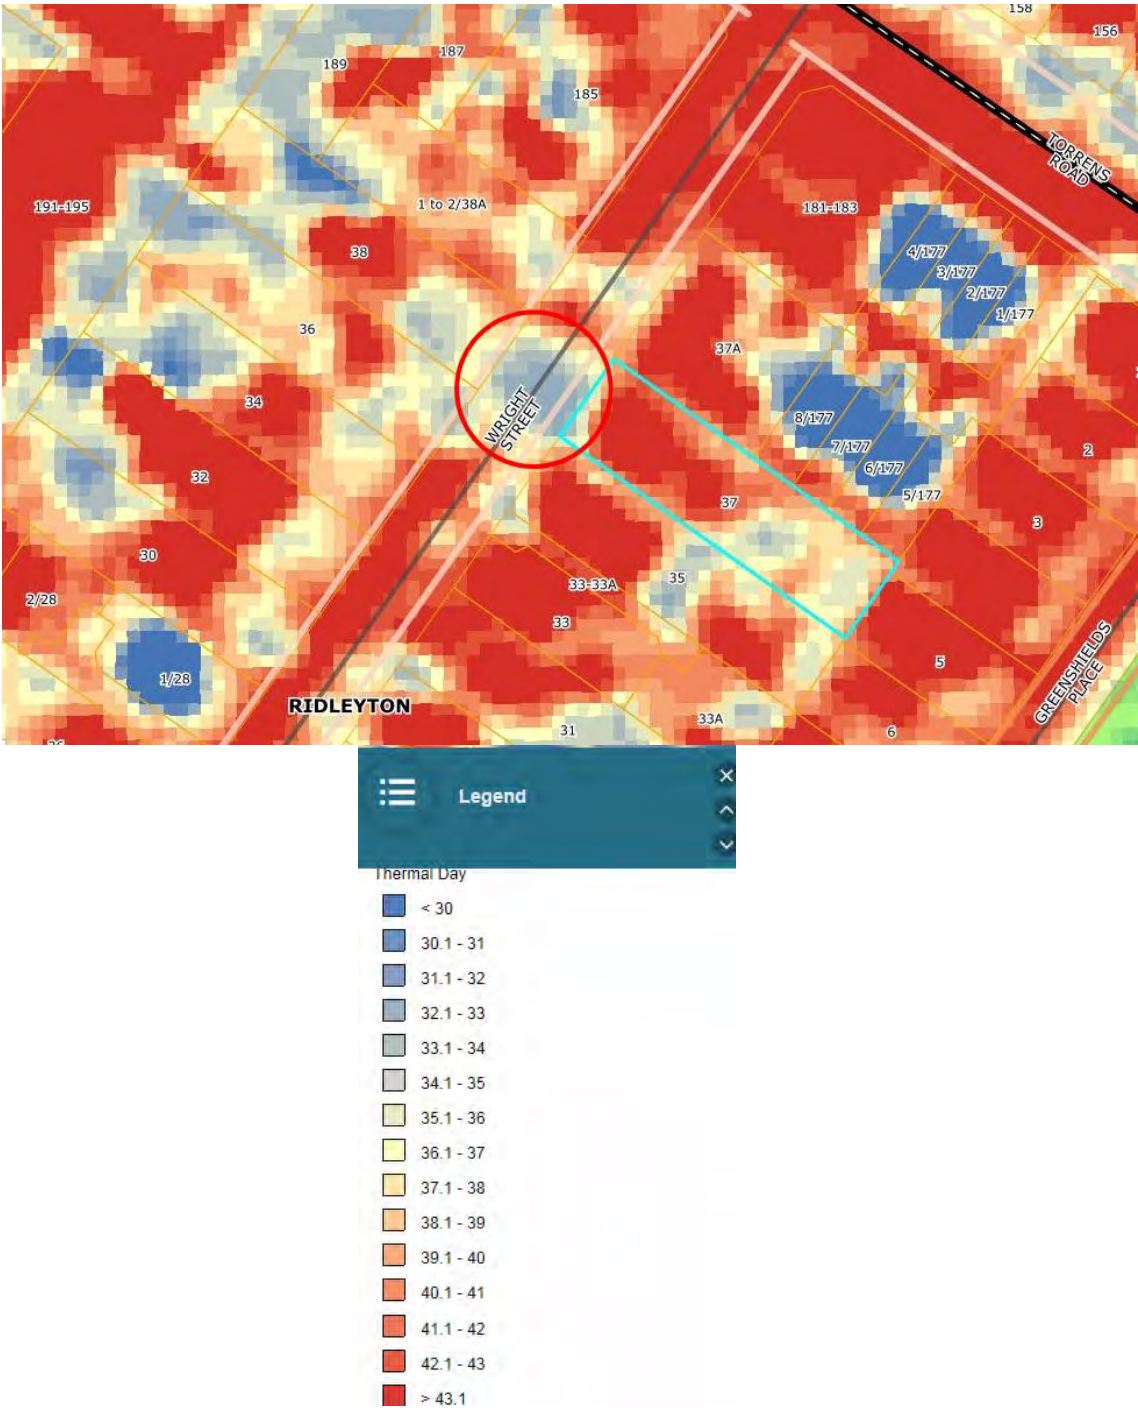 158
156
187
189
185
TORRENS
ROAD
191-195
1 to 2/38A
181-183
38
4/177
3/177
2/177
1/177
36
37A
34
WRIGHT
STREET
8/177
7/177
6/177
5/177
2
32
37
3
30
35
33-33A
2/28
33
5
1/28
GREENSHIELDS
PLACE
RIDLEYTON
33A
31
6
Legend
Thermal Day
< 30
30.1 - 31
31.1 - 32
32.1 - 33
33.1 - 34
34.1 - 35
35.1 - 36
36.1 - 37
37.1 - 38
38.1 - 39
39.1 - 40
40.1 - 41
41.1 - 42
42.1 - 43
> 43.1